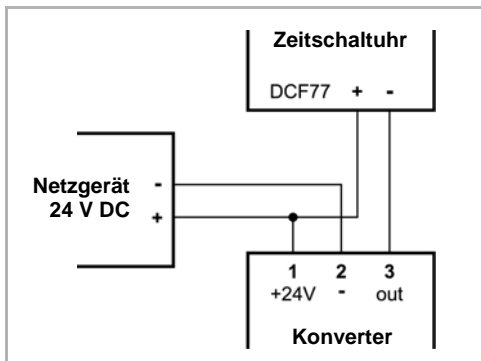 Zeitschaltuhr
DCF77 + -
Netzgerät -
24 V DC +
1 2 3
+24V - out
Konverter